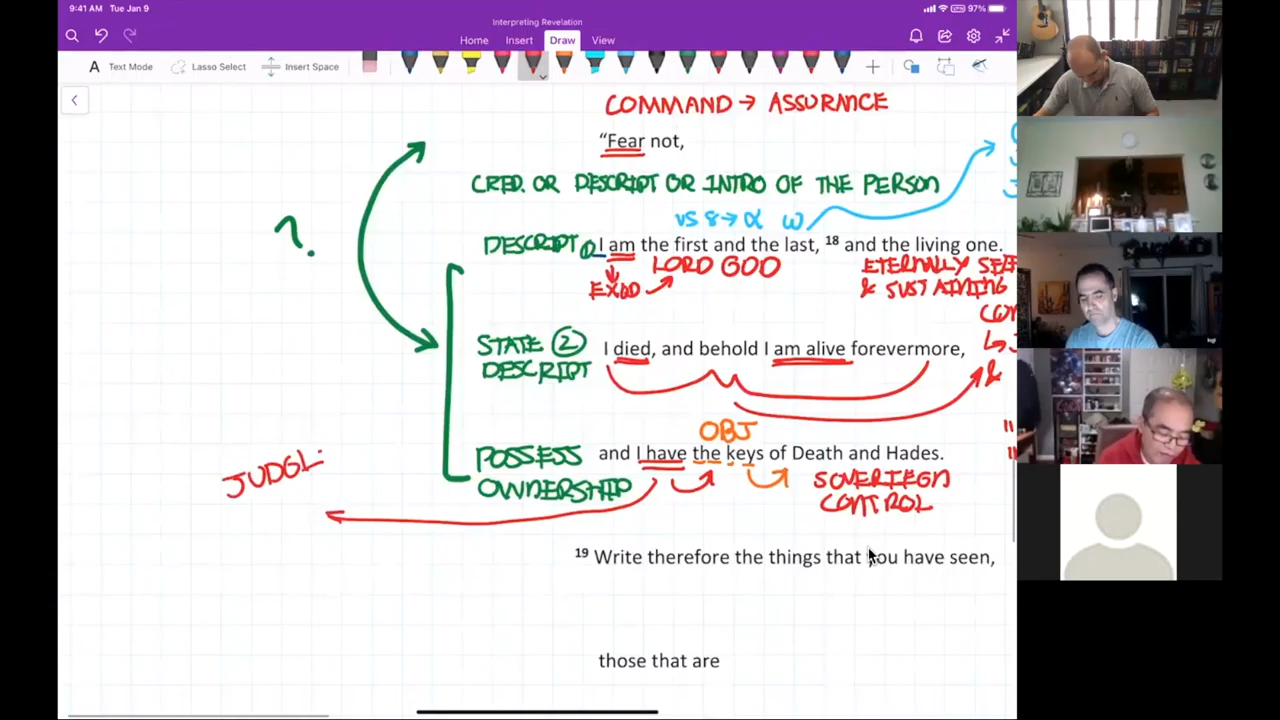 9:41 AM Tue Jan 9
97%
Interpreting Revelation
Home Insert Draw View
A Text Mode Lasso Select Insert Space
COMMAND → ASSURANCE
"Fear not,
CRED. OR DESCRIPT OR INTRO OF THE PERSON
VS 8 → α ω
DESCRIPT I am the first and the last, 18 and the living one.
LORD GOD
EXOD
ETERNALLY SELF
& SUSTAINING
?
STATE ② I died, and behold I am alive forevermore,
DESCRIPT
&
OBJ
POSSESS and I have the keys of Death and Hades.
OWNERSHIP
SOVERIEGN
CONTROL
JUDGE
19 Write therefore the things that you have seen,
those that are